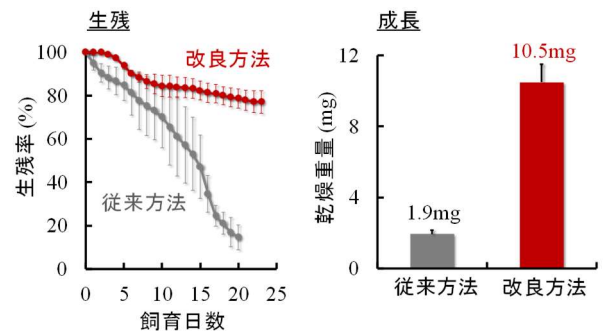 生残
100
80
60
40
20
0
生残率 (%)
0 5 10 15 20 25
飼育日数
改良方法
従来方法
成長
12
8
4
0
乾燥重量 (mg)
1.9mg
10.5mg
従来方法 改良方法